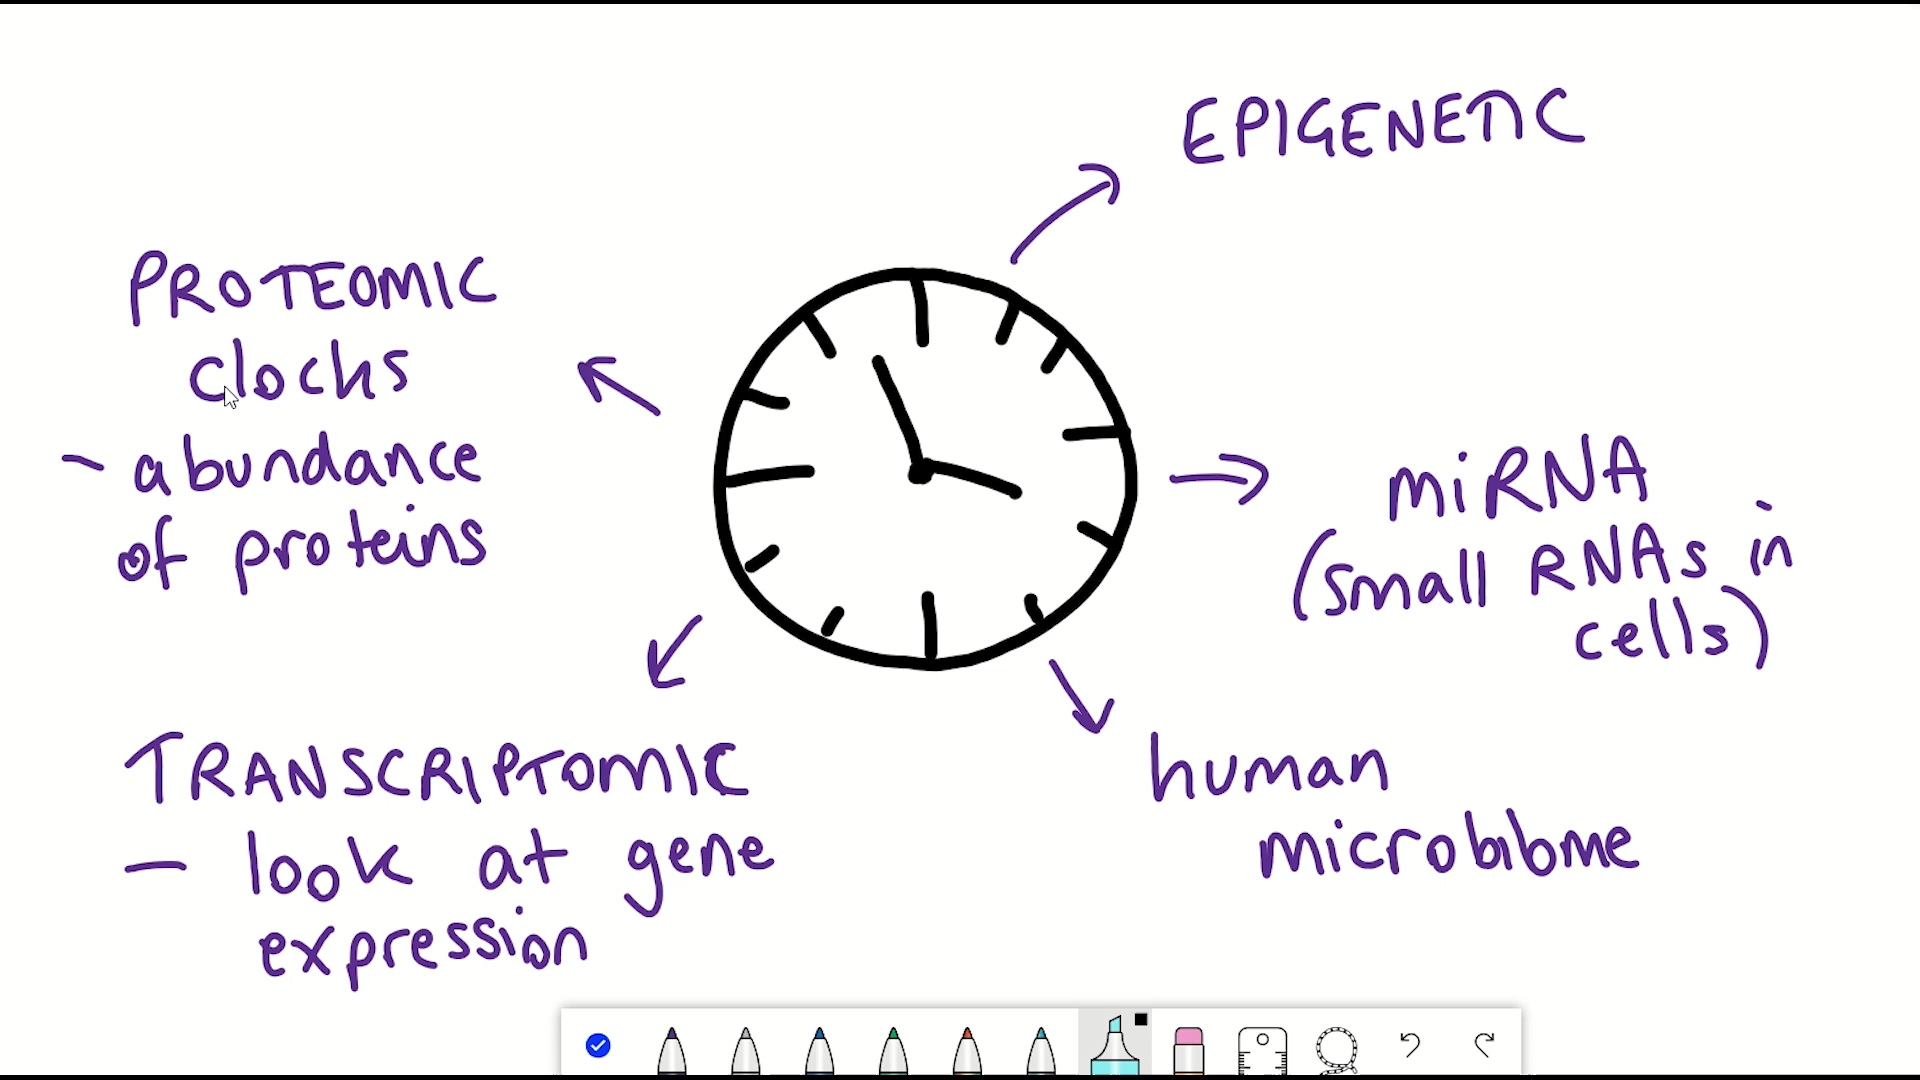 EPIGENETIC
PROTEOMIC
clocks
- abundance
of proteins
miRNA
(small RNAs in
cells)
TRANSCRIPTOMIC
- look at gene
expression
human
microbiome